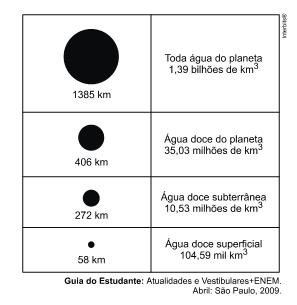 Interbits®
1385 km
Toda água do planeta
1,39 bilhões de km³
406 km
Água doce do planeta
35,03 milhões de km³
272 km
Água doce subterrânea
10,53 milhões de km³
58 km
Água doce superficial
104,59 mil km³
Guia do Estudante: Atualidades e Vestibulares+ENEM.
Abril: São Paulo, 2009.